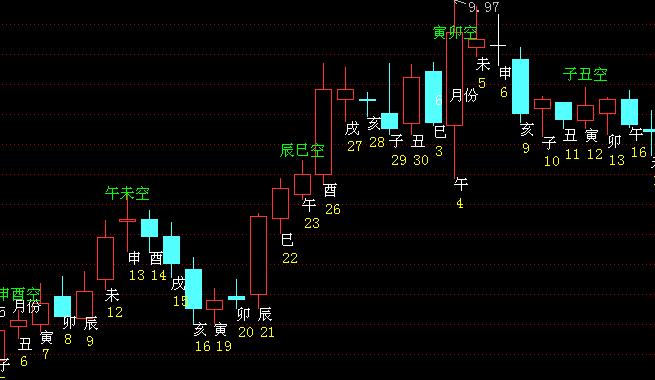 9.97
寅卯空
子丑空
辰巳空
午未空
申酉空
6
月份
月份
子
丑
6
寅
7
卯
8
辰
9
未
12
申
13
酉
14
戌
15
亥
16
寅
19
卯
20
辰
21
巳
22
午
23
酉
26
戌
27
亥
28
子
29
丑
30
巳
3
午
4
未
5
申
6
亥
9
子
10
丑
11
寅
12
卯
13
午
16